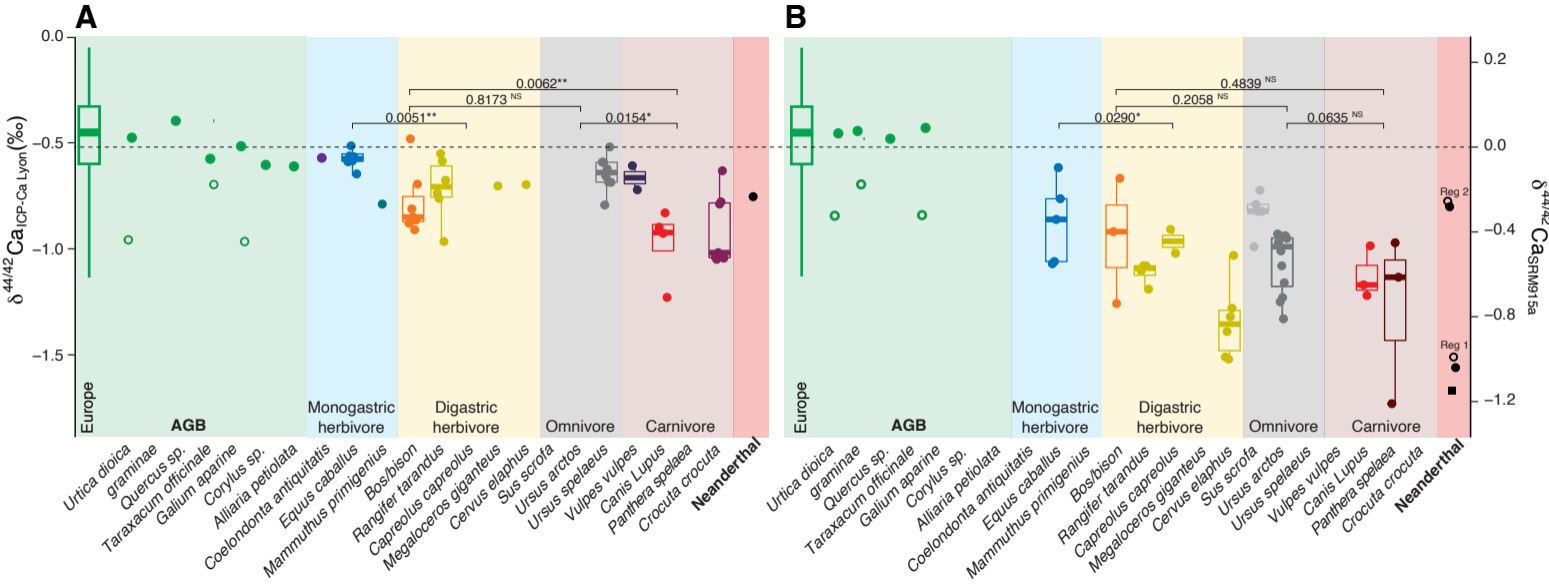 A
B
0.0
−0.5
−1.0
−1.5
δ44/42CaICP-Ca Lyon(‰)
0.0062**
0.8173 NS
0.0051**
0.0154*
Europe
AGB
Monogastric
herbivore
Digastric
herbivore
Omnivore
Carnivore
Urtica dioica
graminae
Quercus sp.
Taraxacum officinale
Galium aparine
Corylus sp.
Alliaria petiolata
Coelondonta antiquitatis
Equus caballus
Mammuthus primigenius
Bos/bison
Rangifer tarandus
Capreolus capreolus
Megaloceros giganteus
Cervus elaphus
Sus scrofa
Ursus arctos
Ursus spelaeus
Vulpes vulpes
Canis Lupus
Panthera spelaea
Crocuta crocuta
Neanderthal
0.4839 NS
0.2058 NS
0.0290*
0.0635 NS
Reg 2
Reg 1
Europe
AGB
Monogastric
herbivore
Digastric
herbivore
Omnivore
Carnivore
0.2
0.0
−0.4
−0.8
−1.2
δ44/42CaSRM915a
Urtica dioica
graminae
Quercus sp.
Taraxacum officinale
Galium aparine
Corylus sp.
Alliaria petiolata
Coelondonta antiquitatis
Equus caballus
Mammuthus primigenius
Bos/bison
Rangifer tarandus
Capreolus capreolus
Megaloceros giganteus
Cervus elaphus
Sus scrofa
Ursus arctos
Ursus spelaeus
Vulpes vulpes
Canis Lupus
Panthera spelaea
Crocuta crocuta
Neanderthal